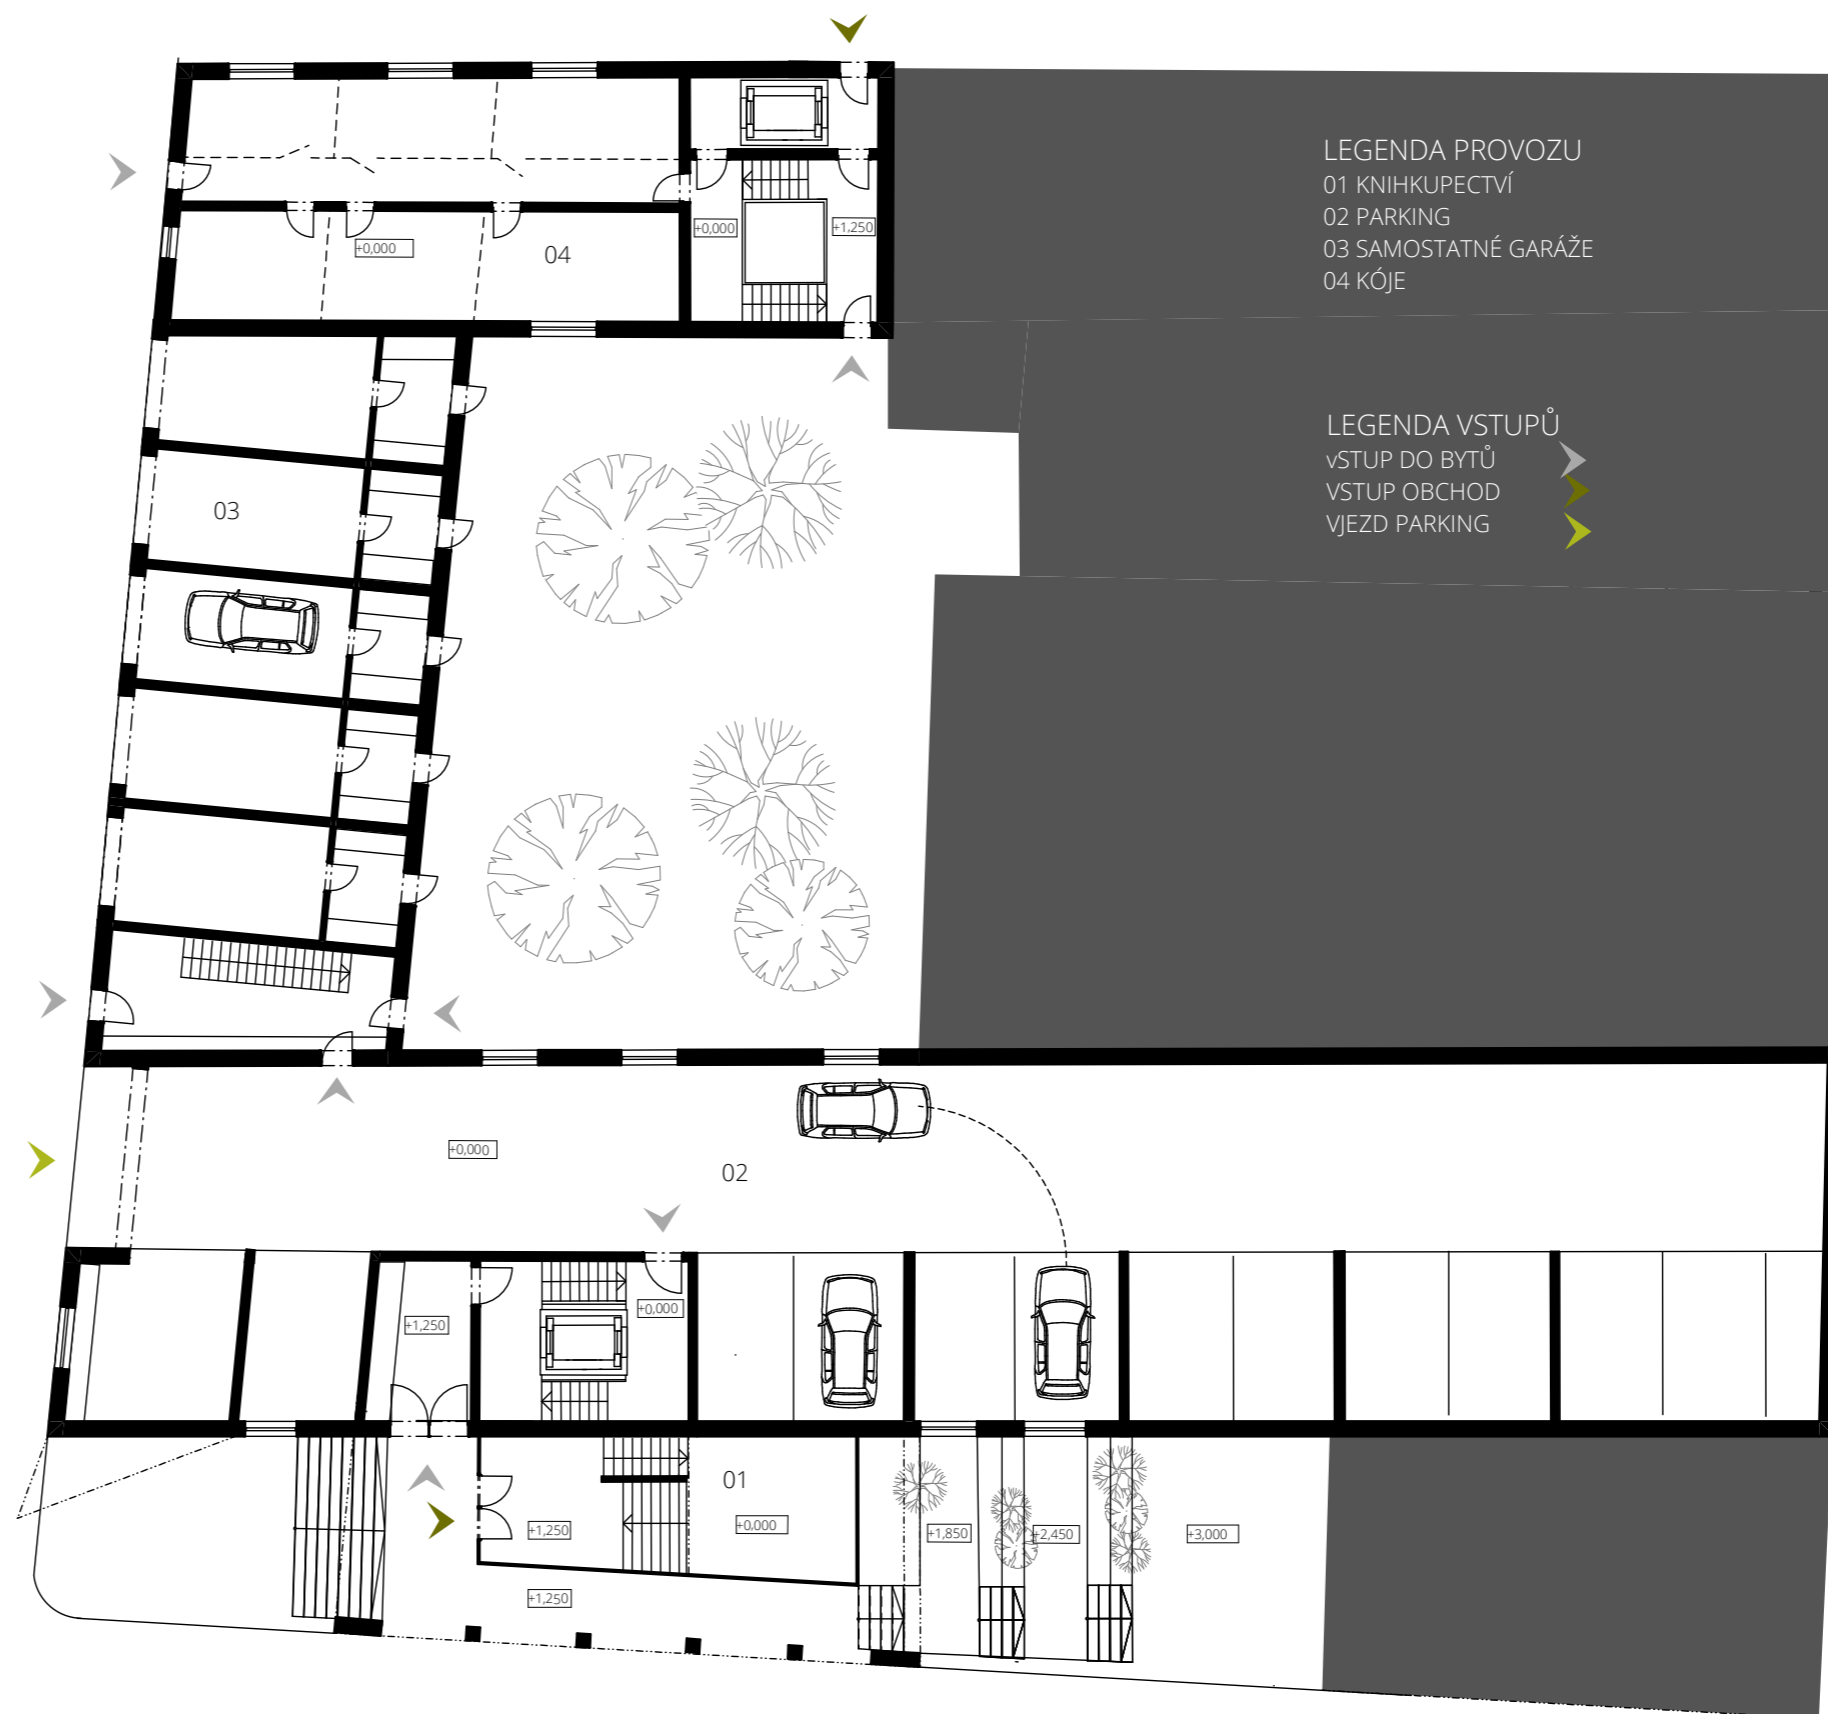 LEGENDA PROVOZU
01 KNIHKUPECTVÍ
02 PARKING
03 SAMOSTATNÉ GARÁŽE
04 KÓJE
+0,000
+1,250
+0,000
04
LEGENDA VSTUPŮ
vSTUP DO BYTŮ
VSTUP OBCHOD
VJEZD PARKING
03
+0,000
02
+0,000
+1,250
01
+0,000
+1,250
+1,850
+2,450
+3,000
+1,250